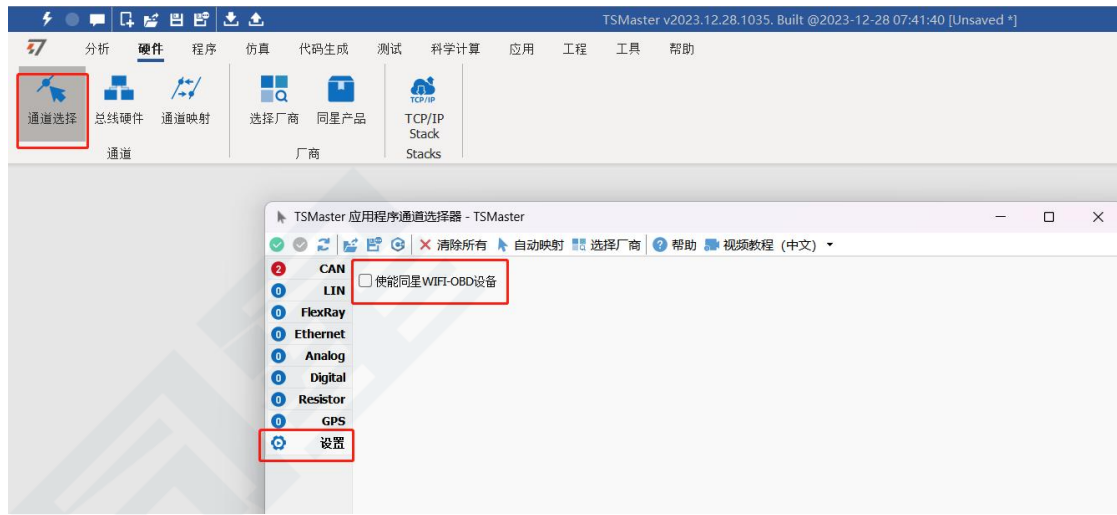 TSMaster v2023.12.28.1035. Built @2023-12-28 07:41:40 [Unsaved *]
分析 硬件 程序 仿真 代码生成 测试 科学计算 应用 工程 工具 帮助
通道选择 总线硬件 通道映射 选择厂商 同星产品 TCP/IP
TCP/IP
Stack
通道 厂商 Stacks
TSMaster 应用程序通道选择器 - TSMaster
清除所有 自动映射 选择厂商 帮助 视频教程 (中文)
2 CAN
使能同星WIFI-OBD设备
0 LIN
0 FlexRay
0 Ethernet
0 Analog
0 Digital
0 Resistor
0 GPS
设置